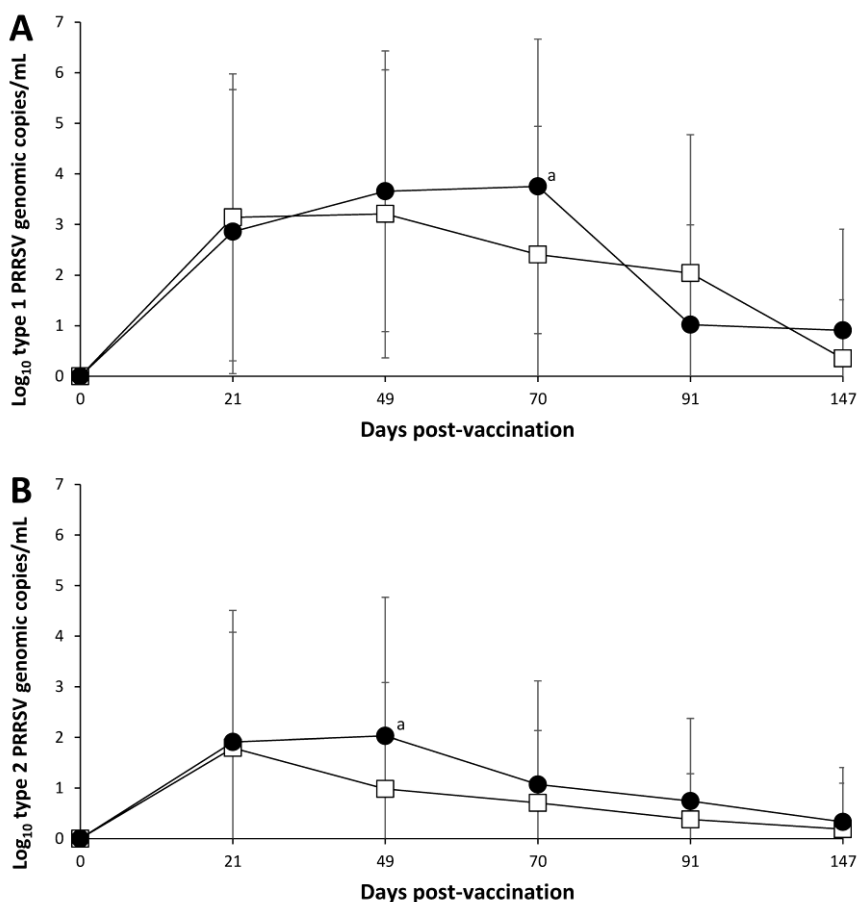 A
Log₁₀ type 1 PRRSV genomic copies/mL
7
6
5
4
3
2
1
0
a
0 21 49 70 91 147
Days post-vaccination
B
Log₁₀ type 2 PRRSV genomic copies/mL
7
6
5
4
3
2
1
0
a
0 21 49 70 91 147
Days post-vaccination